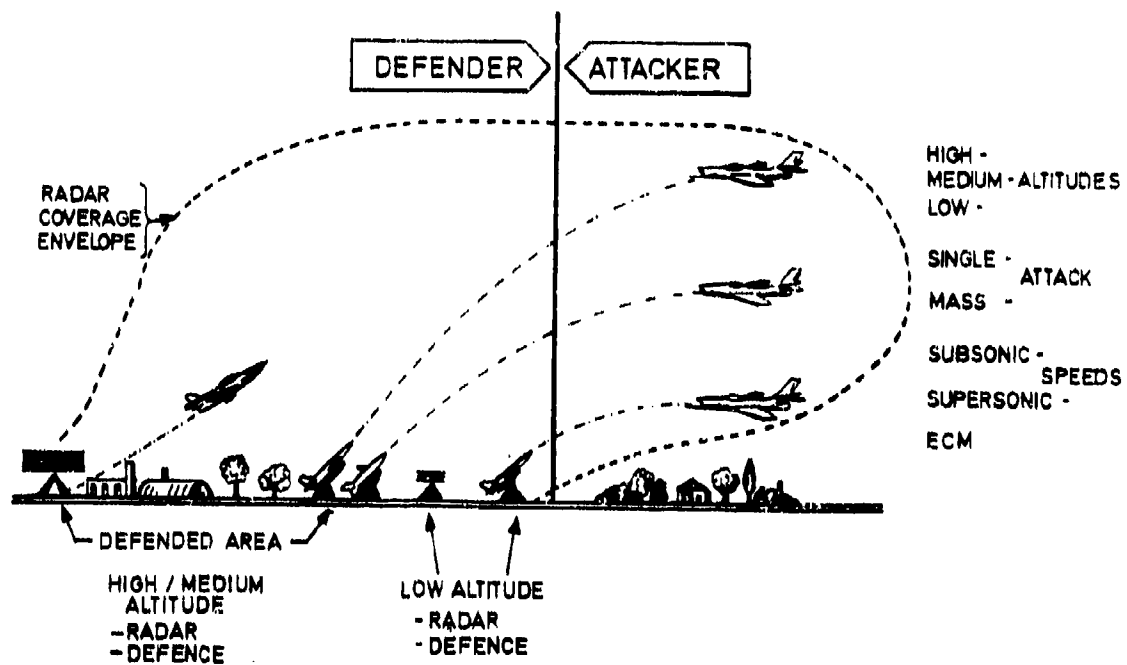 DEFENDER
ATTACKER
RADAR
COVERAGE
ENVELOPE
HIGH -
MEDIUM - ALTITUDES
LOW -
SINGLE -
ATTACK
MASS -
SUBSONIC -
SPEEDS
SUPERSONIC -
ECM
DEFENDED AREA
HIGH / MEDIUM
ALTITUDE
- RADAR
- DEFENCE
LOW ALTITUDE
- RADAR
- DEFENCE